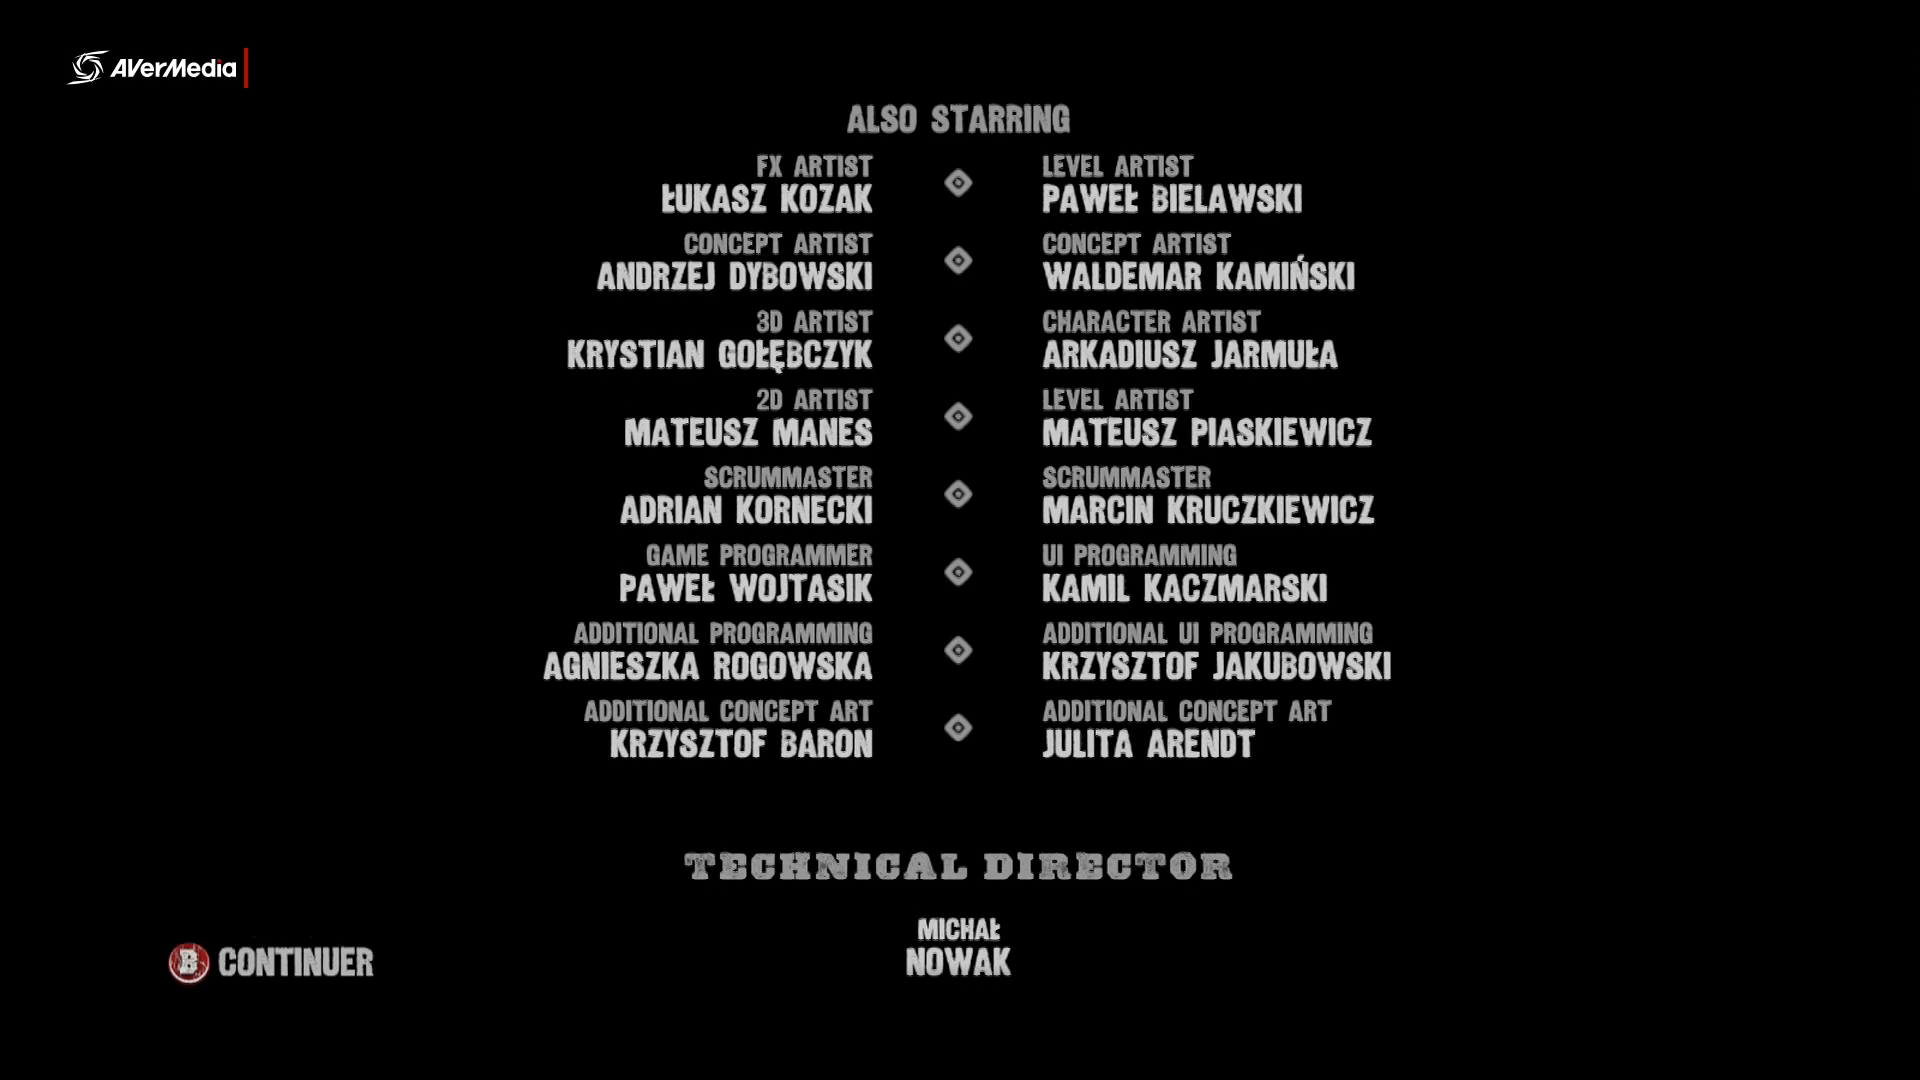 AVerMedia
ALSO STARRING
FX ARTIST
ŁUKASZ KOZAK
LEVEL ARTIST
PAWEŁ BIELAWSKI
CONCEPT ARTIST
ANDRZEJ DYBOWSKI
CONCEPT ARTIST
WALDEMAR KAMIŃSKI
3D ARTIST
KRYSTIAN GOŁĘBCZYK
CHARACTER ARTIST
ARKADIUSZ JARMUŁA
2D ARTIST
MATEUSZ MANES
LEVEL ARTIST
MATEUSZ PIASKIEWICZ
SCRUMMASTER
ADRIAN KORNECKI
SCRUMMASTER
MARCIN KRUCZKIEWICZ
GAME PROGRAMMER
PAWEŁ WOJTASIK
UI PROGRAMMING
KAMIL KACZMARSKI
ADDITIONAL PROGRAMMING
AGNIESZKA ROGOWSKA
ADDITIONAL UI PROGRAMMING
KRZYSZTOF JAKUBOWSKI
ADDITIONAL CONCEPT ART
KRZYSZTOF BARON
ADDITIONAL CONCEPT ART
JULITA ARENDT
TECHNICAL DIRECTOR
MICHAŁ
NOWAK
B CONTINUER